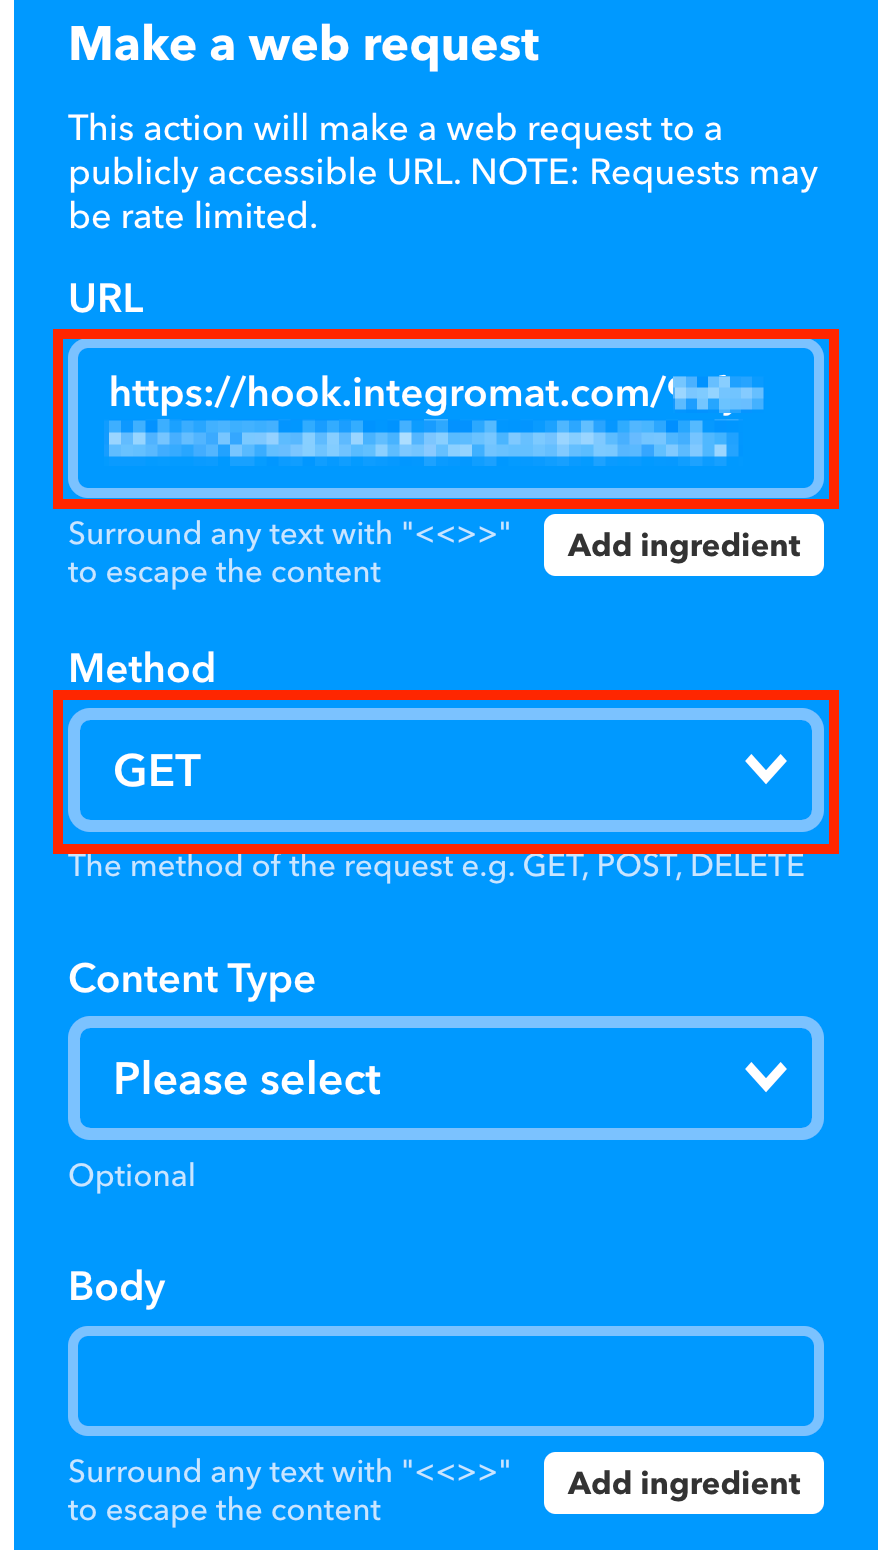 Make a web request
This action will make a web request to a
publicly accessible URL. NOTE: Requests may
be rate limited.
URL
https://hook.integromat.com/
Surround any text with "<<>>"
to escape the content
Add ingredient
Method
GET
The method of the request e.g. GET, POST, DELETE
Content Type
Please select
Optional
Body
Surround any text with "<<>>"
to escape the content
Add ingredient